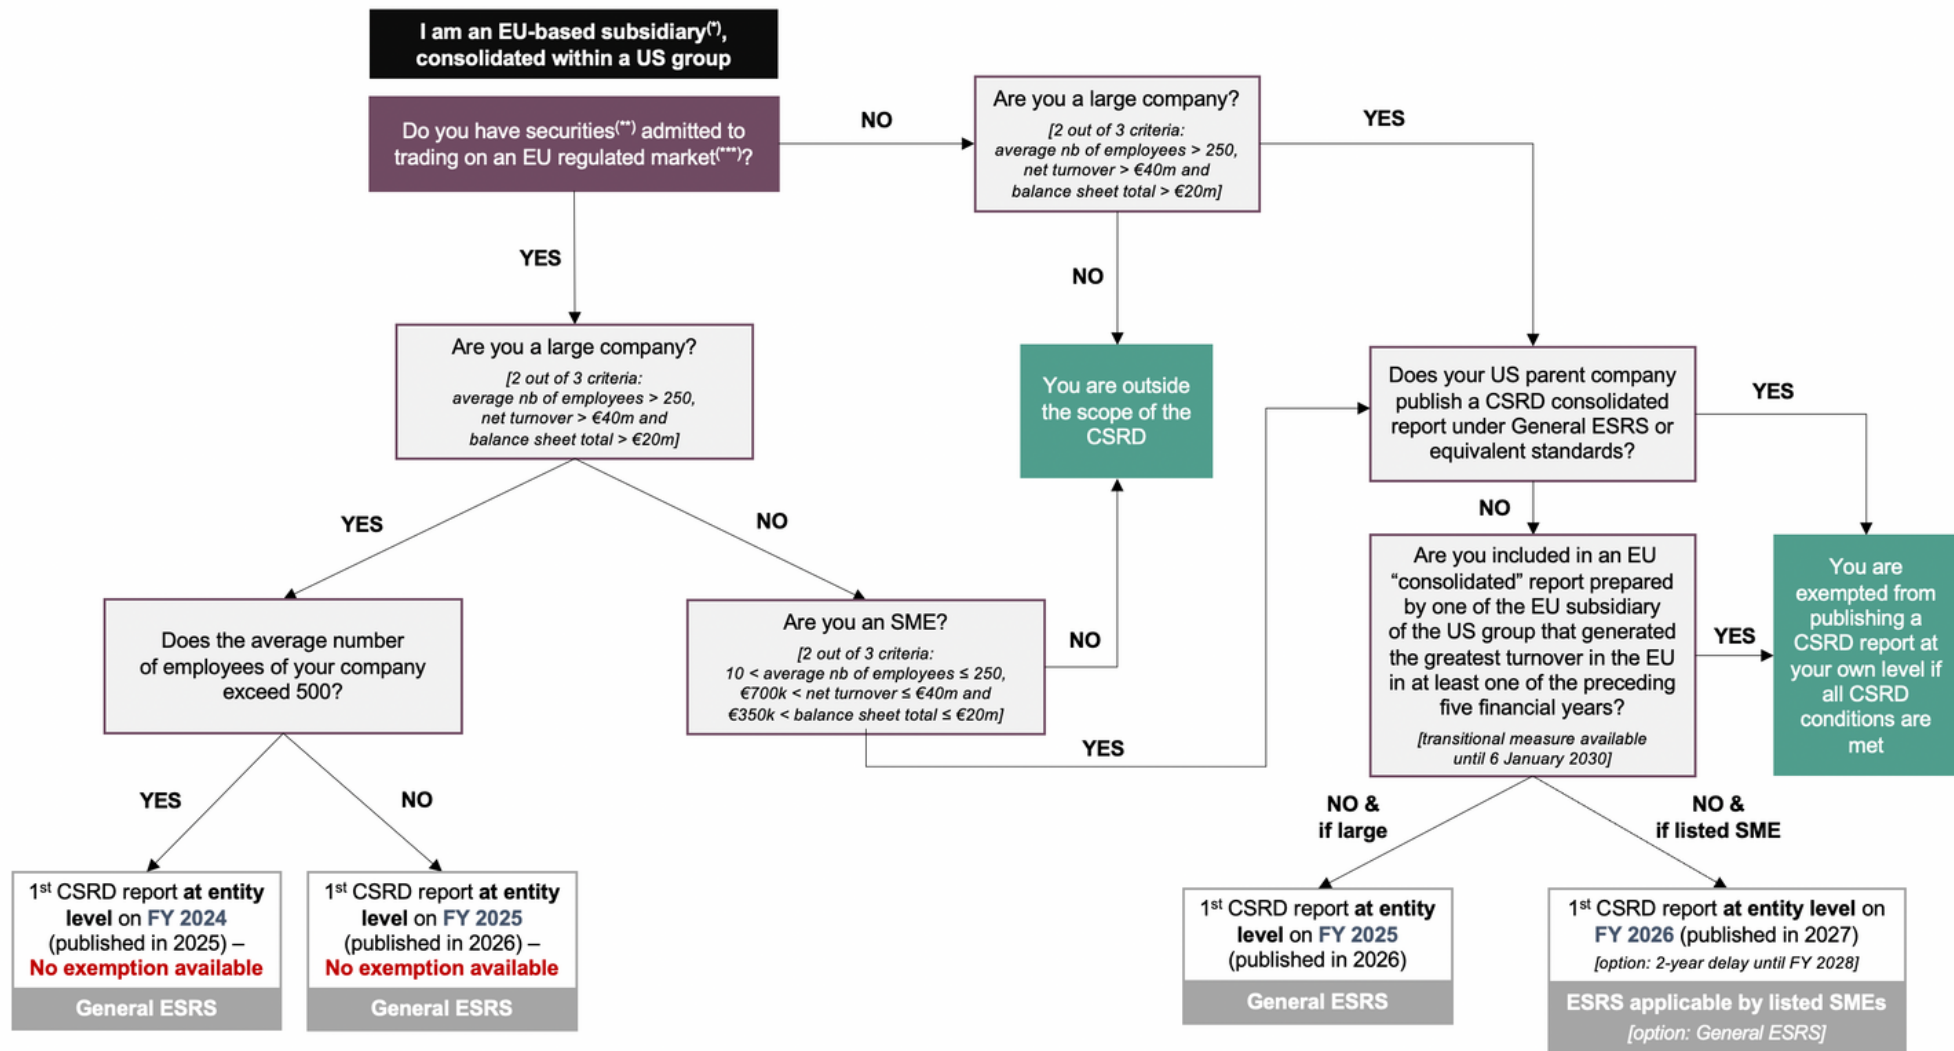 I am an EU-based subsidiary(*),
consolidated within a US group
Do you have securities(**) admitted to
trading on an EU regulated market(***)?
NO
Are you a large company?
[2 out of 3 criteria:
average nb of employees > 250,
net turnover > €40m and
balance sheet total > €20m]
YES
YES
NO
Are you a large company?
[2 out of 3 criteria:
average nb of employees > 250,
net turnover > €40m and
balance sheet total > €20m]
You are outside
the scope of the
CSRD
Does your US parent company
publish a CSRD consolidated
report under General ESRS or
equivalent standards?
YES
YES
NO
NO
Does the average number
of employees of your company
exceed 500?
Are you an SME?
[2 out of 3 criteria:
10 < average nb of employees ≤ 250,
€700k < net turnover ≤ €40m and
€350k < balance sheet total ≤ €20m]
NO
YES
Are you included in an EU
“consolidated” report prepared
by one of the EU subsidiary
of the US group that generated
the greatest turnover in the EU
in at least one of the preceding
five financial years?
[transitional measure available
until 6 January 2030]
YES
You are
exempted from
publishing a
CSRD report at
your own level if
all CSRD
conditions are
met
YES
NO
NO &
if large
NO &
if listed SME
1st CSRD report at entity
level on FY 2024
(published in 2025) –
No exemption available
General ESRS
1st CSRD report at entity
level on FY 2025
(published in 2026) –
No exemption available
General ESRS
1st CSRD report at entity
level on FY 2025
(published in 2026)
General ESRS
1st CSRD report at entity level on
FY 2026 (published in 2027)
[option: 2-year delay until FY 2028]
ESRS applicable by listed SMEs
[option: General ESRS]